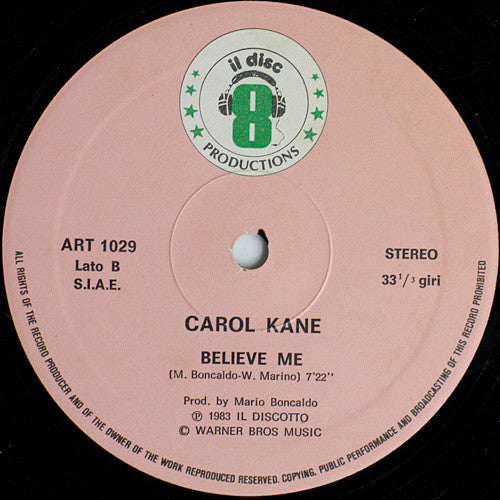 il disc
8
PRODUCTIONS
ART 1029
Lato B
S.I.A.E.
STEREO
33 1/3 giri
CAROL KANE
BELIEVE ME
(M. Boncaldo-W. Marino) 7'22''
Prod. by Mario Boncaldo
℗ 1983 IL DISCOTTO
© WARNER BROS MUSIC
ALL RIGHTS OF THE RECORD PRODUCER AND OF THE OWNER OF THE WORK REPRODUCED RESERVED. COPYING, PUBLIC PERFORMANCE AND BROADCASTING OF THIS RECORD PROHIBITED